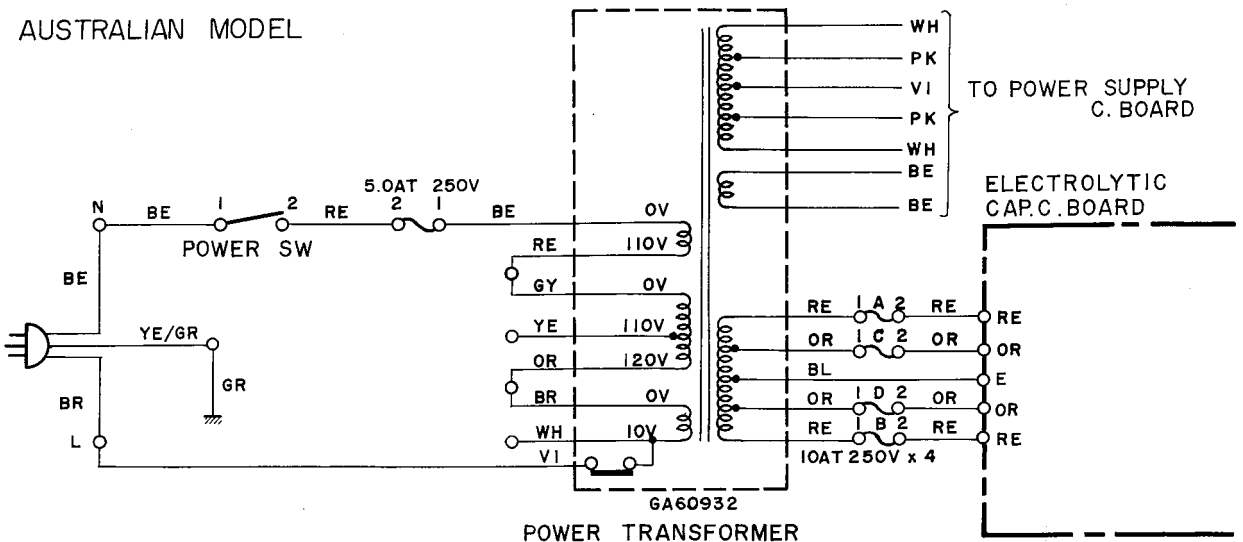 AUSTRALIAN MODEL
WH
PK
VI
PK
WH
BE
BE
TO POWER SUPPLY
C. BOARD
N
BE
1 2
POWER SW
RE
5.0AT 250V
2 1
BE
0V
RE
110V
GY
0V
YE
110V
OR
120V
BR
0V
WH
10V
VI
BE
YE/GR
GR
BR
L
GA60932
POWER TRANSFORMER
ELECTROLYTIC
CAP.C.BOARD
RE 1 A 2 RE RE
OR 1 C 2 OR OR
BL E
OR 1 D 2 OR OR
RE 1 B 2 RE RE
10AT 250V x 4